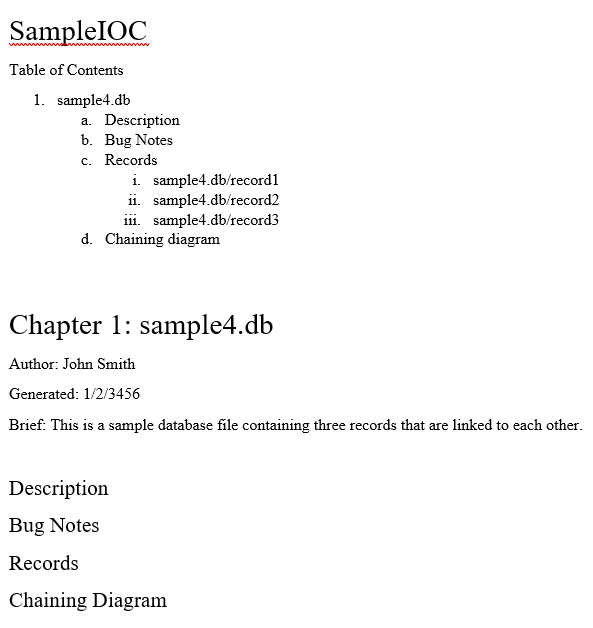 SampleIOC
Table of Contents
1. sample4.db
a. Description
b. Bug Notes
c. Records
i. sample4.db/record1
ii. sample4.db/record2
iii. sample4.db/record3
d. Chaining diagram
Chapter 1: sample4.db
Author: John Smith
Generated: 1/2/3456
Brief: This is a sample database file containing three records that are linked to each other.
Description
Bug Notes
Records
Chaining Diagram